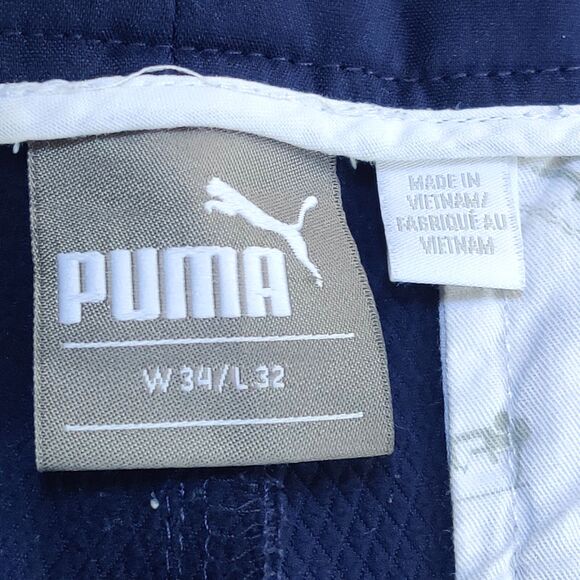 PUMA
W 34 / L 32
MADE IN
VIETNAM/
FABRIQUÉ AU
VIETNAM